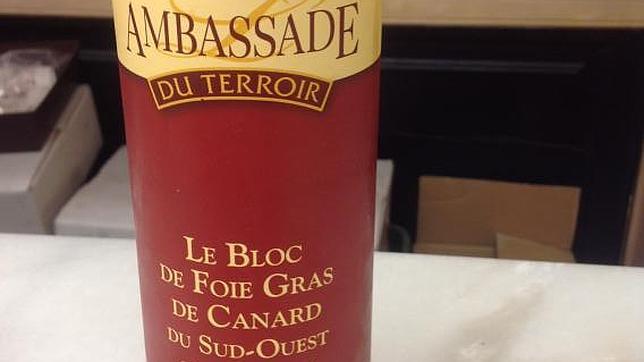 AMBASSADE
DU TERROIR
LE BLOC
DE FOIE GRAS
DE CANARD
DU SUD-OUEST